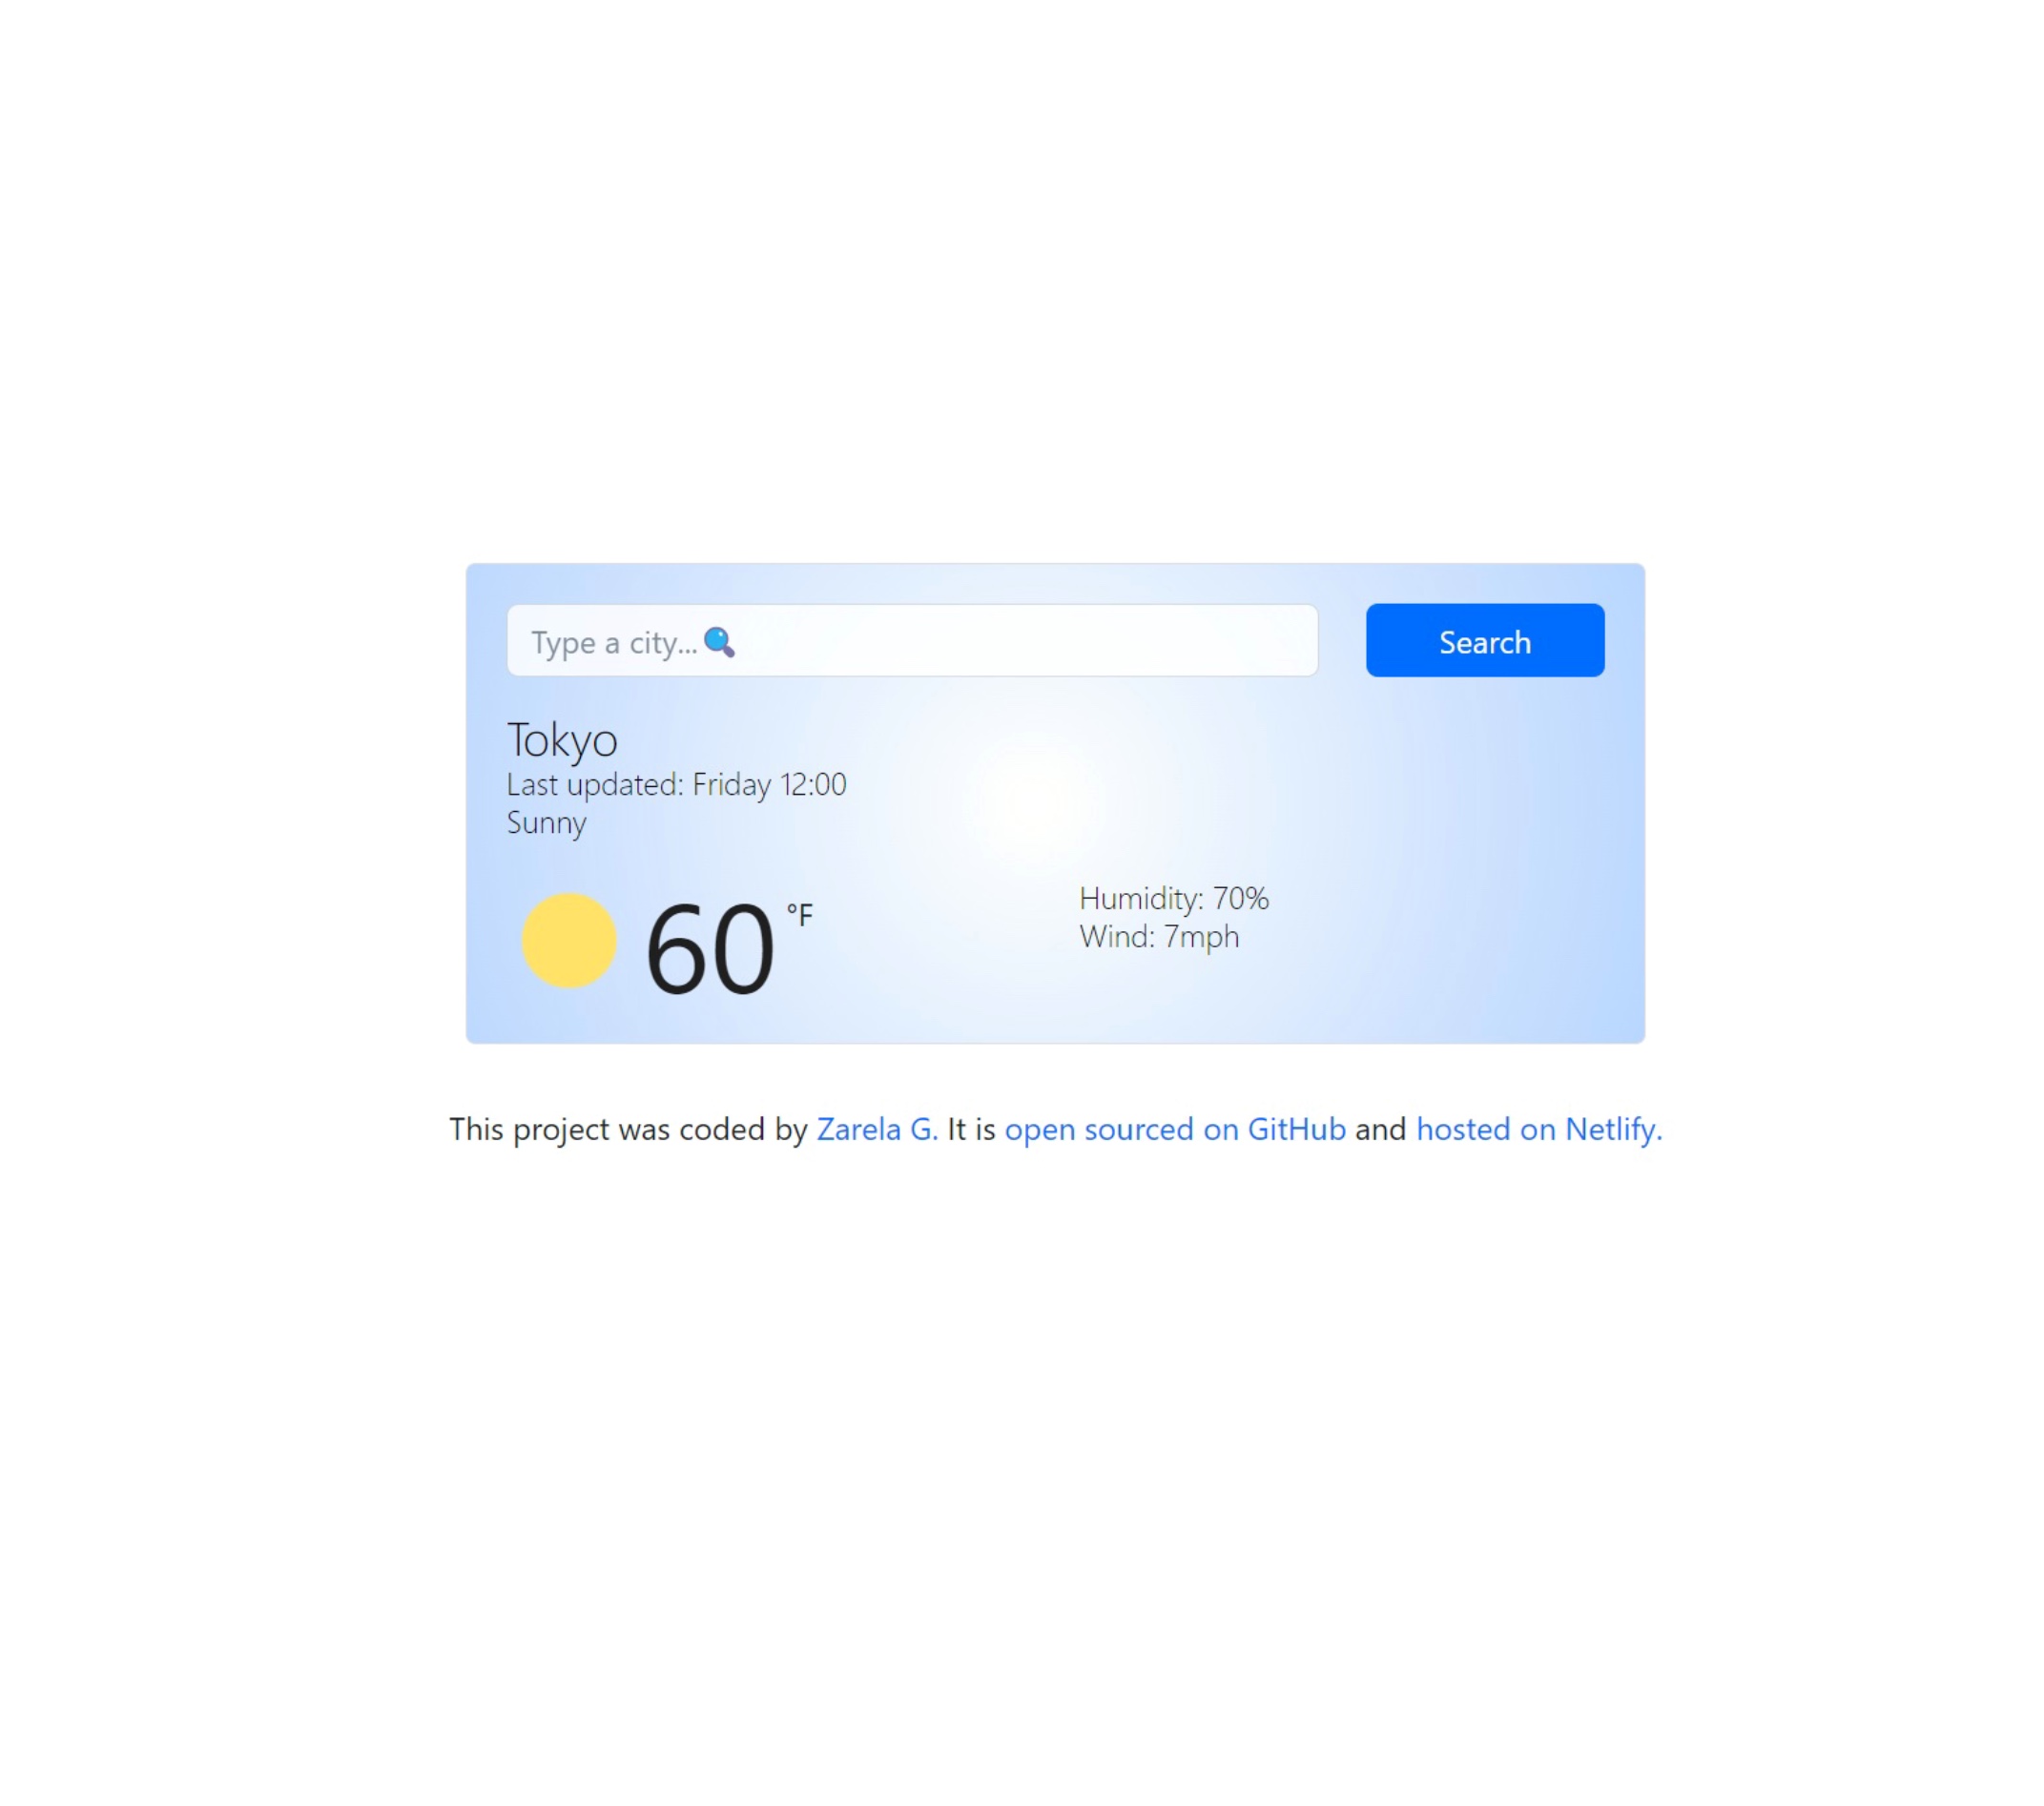 Type a city...🔍
Search
Tokyo
Last updated: Friday 12:00
Sunny
60 °F
Humidity: 70%
Wind: 7mph
This project was coded by Zarela G. It is open sourced on GitHub and hosted on Netlify.